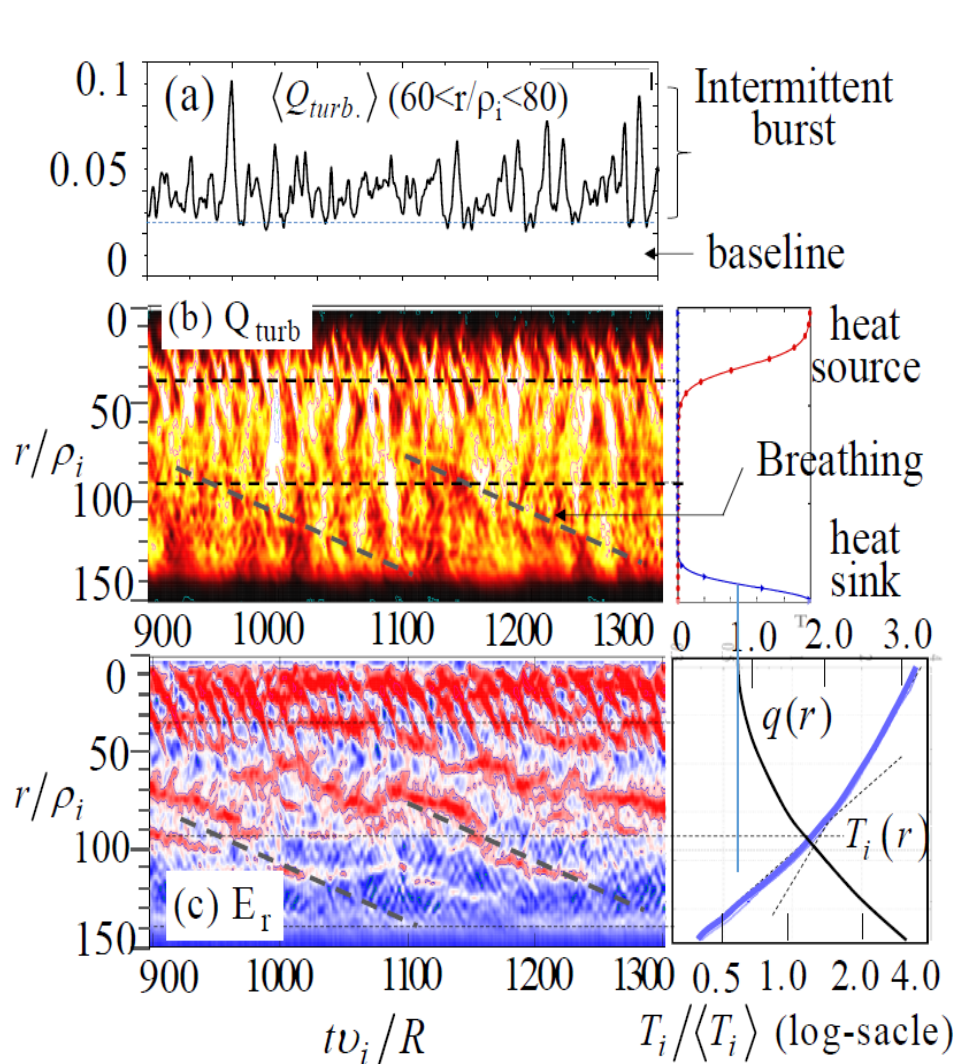 0.1
(a) ⟨Q_turb.⟩ (60<r/ρ_i<80)
Intermittent
burst
0.05
0
baseline
0
(b) Q_turb
heat
source
50
r/ρ_i
Breathing
100
heat
sink
150
900 1000 1100 1200 1300
0 1.0 2.0 3.0
0
q(r)
50
r/ρ_i
100
T_i(r)
(c) E_r
150
900 1000 1100 1200 1300
0.5 1.0 2.0 4.0
tυ_i/R
T_i/⟨T_i⟩ (log-sacle)